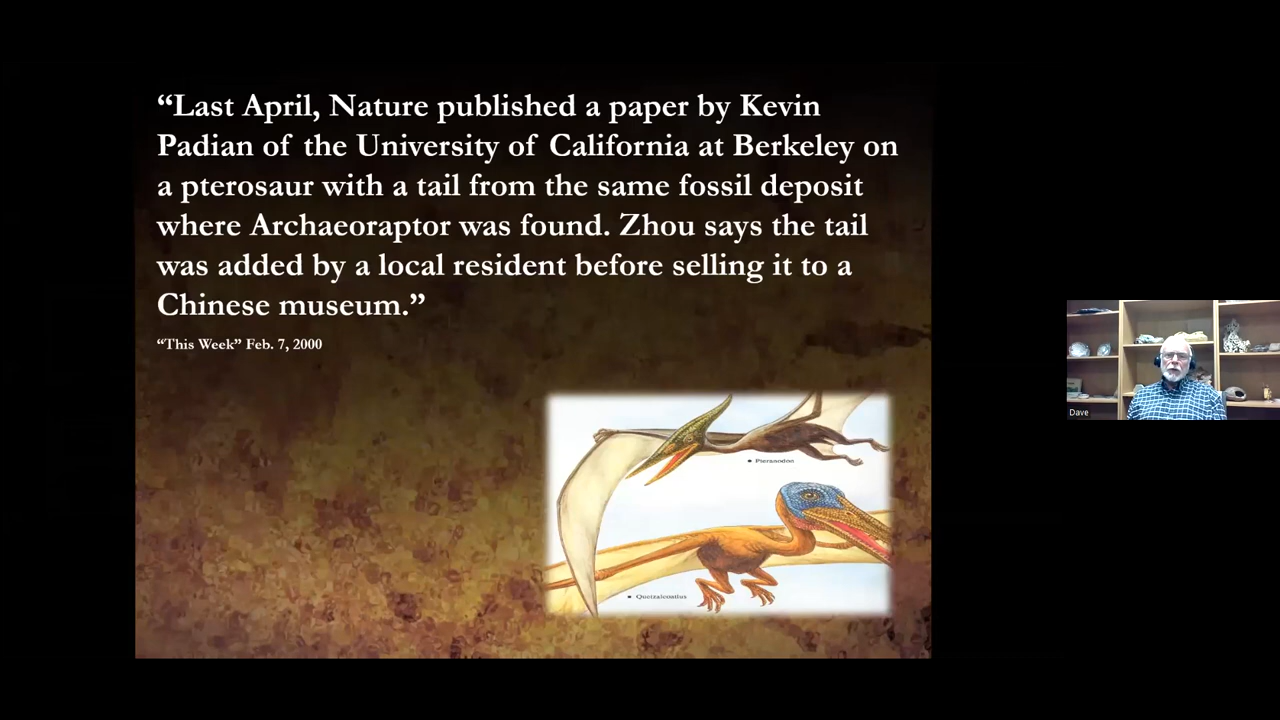 “Last April, Nature published a paper by Kevin
Padian of the University of California at Berkeley on
a pterosaur with a tail from the same fossil deposit
where Archaeoraptor was found. Zhou says the tail
was added by a local resident before selling it to a
Chinese museum.”
“This Week” Feb. 7, 2000
• Pteranodon
• Quetzalcoatlus
Dave